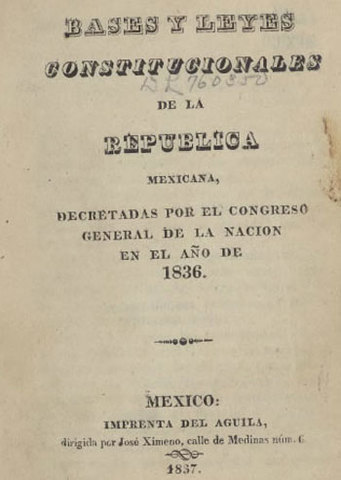 BASES Y LEYES
CONSTITUCIONALES
DE LA
REPUBLICA
MEXICANA,
DECRETADAS POR EL CONGRESO
GENERAL DE LA NACION
EN EL AÑO DE
1836.
MEXICO:
IMPRENTA DEL AGUILA,
dirigida por José Ximeno, calle de Medinas núm. 6
1837.